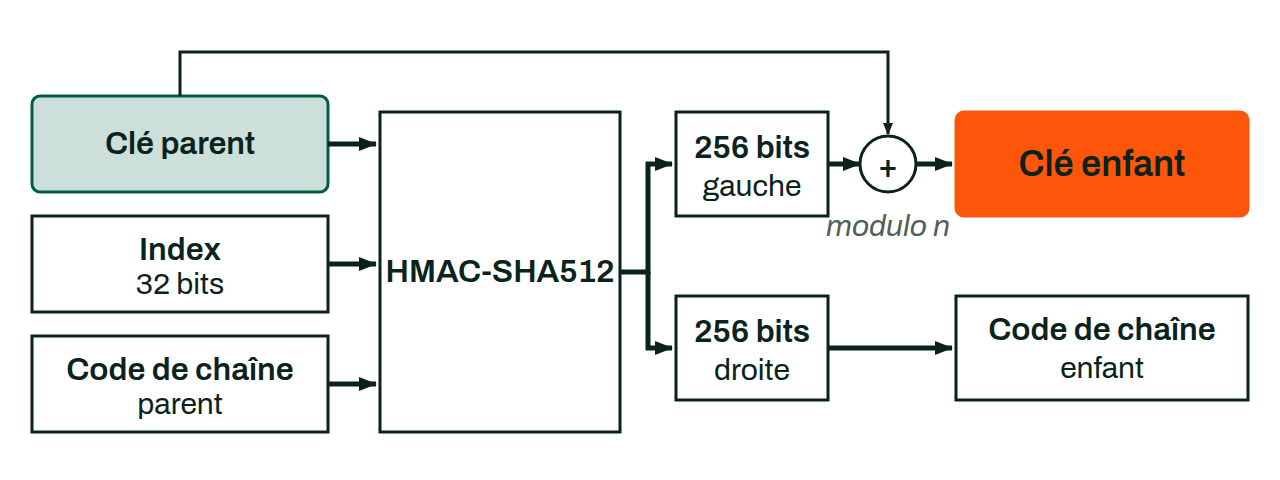 Clé parent
Index
32 bits
Code de chaîne
parent
HMAC-SHA512
256 bits
gauche
+
modulo n
Clé enfant
256 bits
droite
Code de chaîne
enfant